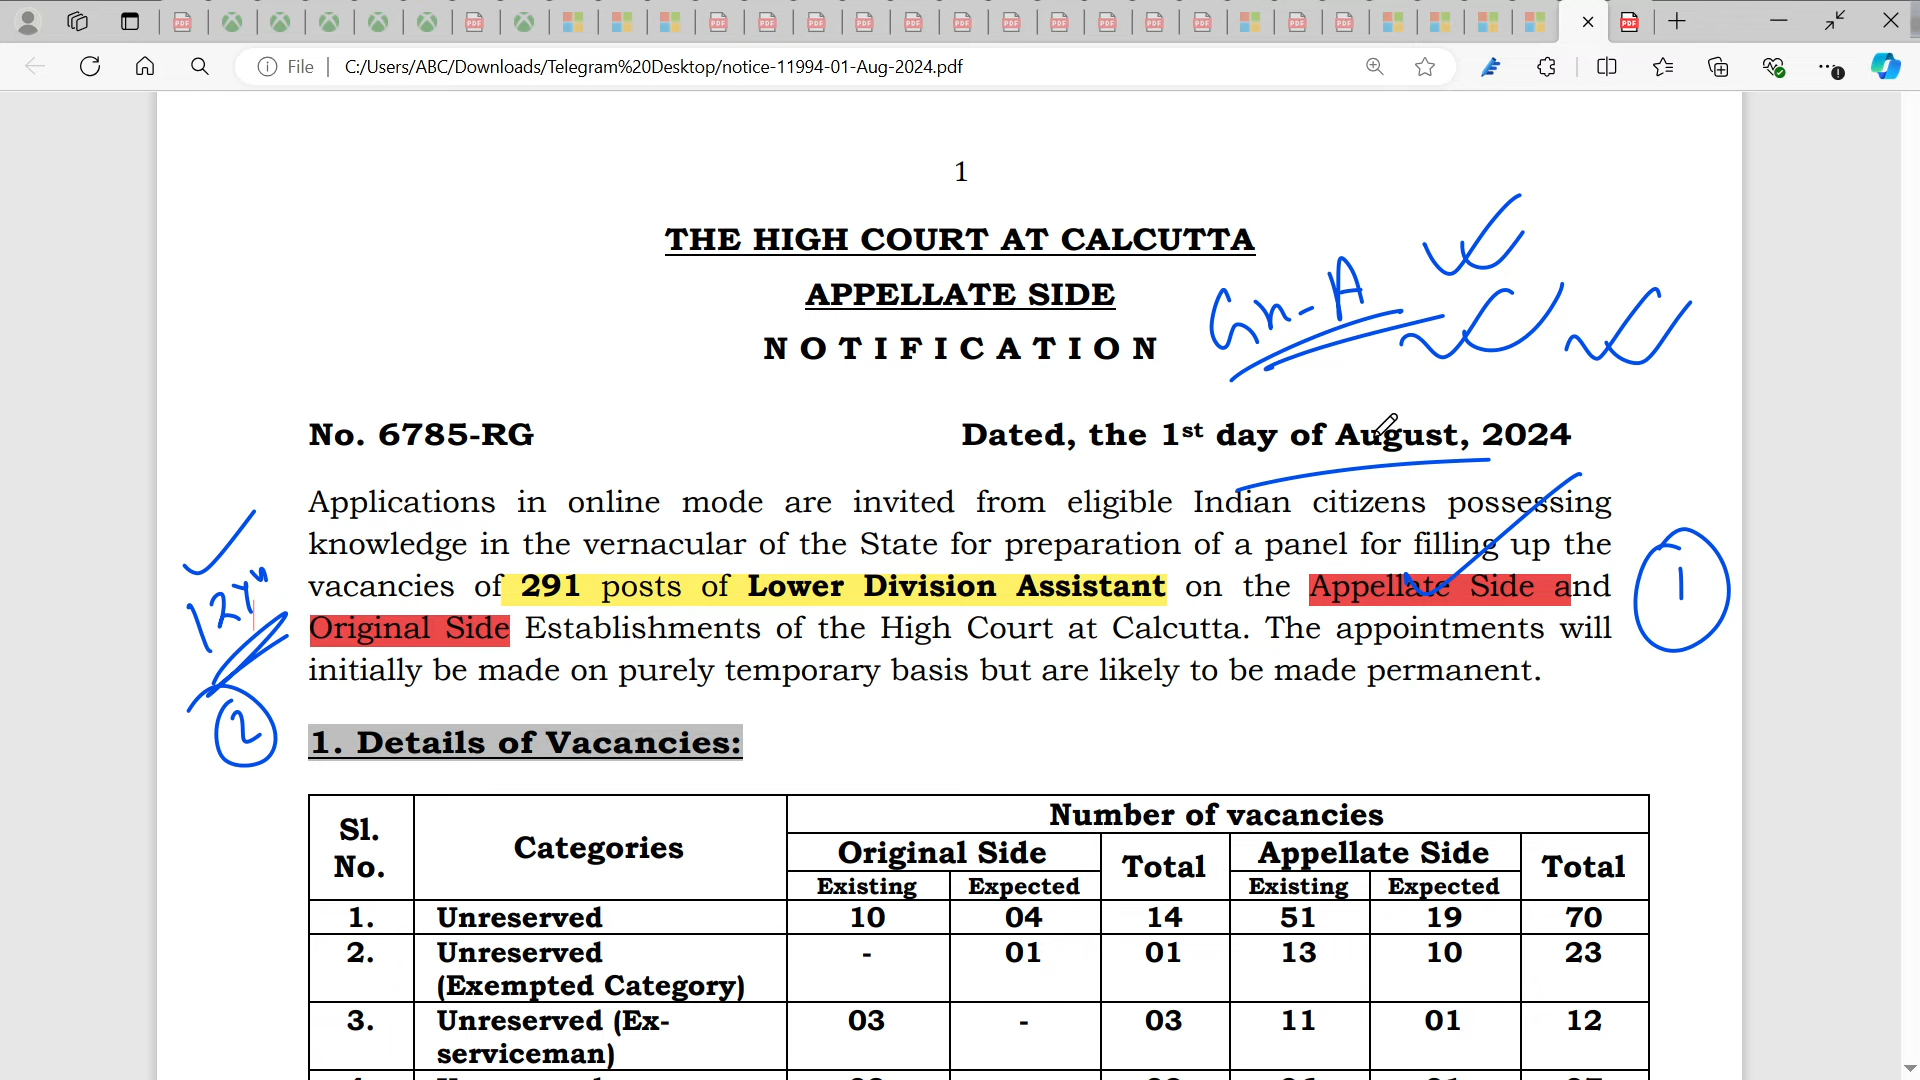 File
C:/Users/ABC/Downloads/Telegram%20Desktop/notice-11994-01-Aug-2024.pdf
1
THE HIGH COURT AT CALCUTTA
APPELLATE SIDE
N O T I F I C A T I O N
No. 6785-RG Dated, the 1st day of August, 2024
Applications in online mode are invited from eligible Indian citizens possessing
knowledge in the vernacular of the State for preparation of a panel for filling up the
vacancies of 291 posts of Lower Division Assistant on the Appellate Side and
Original Side Establishments of the High Court at Calcutta. The appointments will
initially be made on purely temporary basis but are likely to be made permanent.
1
2
1. Details of Vacancies:
Sl. No. Categories Number of vacancies
Original Side Total Appellate Side Total
Existing Expected Existing Expected
1. Unreserved 10 04 14 51 19 70
2. Unreserved - 01 01 13 10 23
(Exempted Category)
3. Unreserved (Ex- 03 - 03 11 01 12
serviceman)